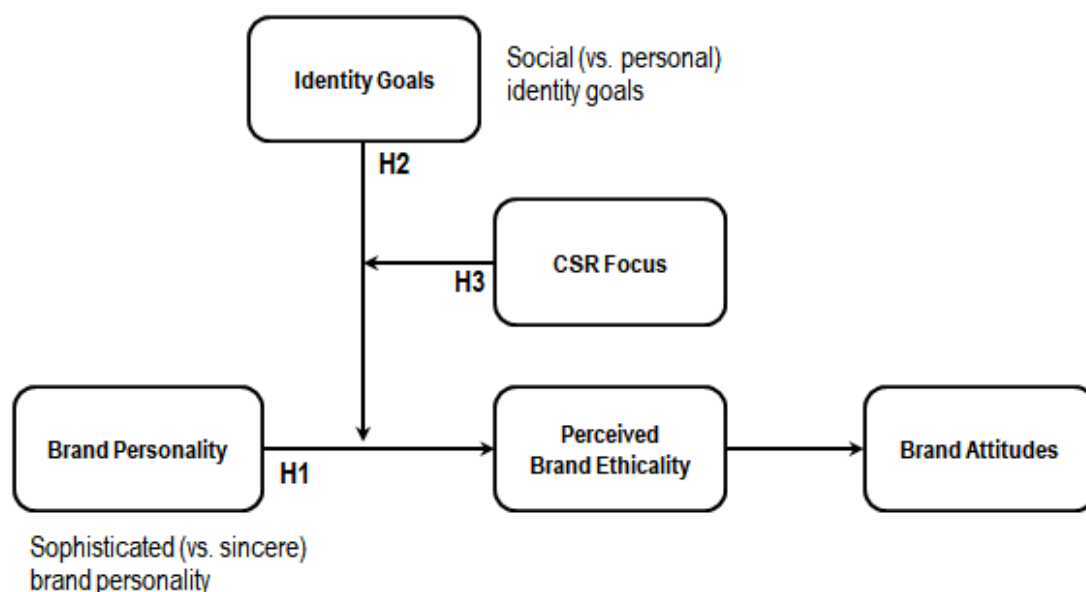 Identity Goals
Social (vs. personal)
identity goals
H2
CSR Focus
H3
Brand Personality
H1
Perceived
Brand Ethicality
Brand Attitudes
Sophisticated (vs. sincere)
brand personality